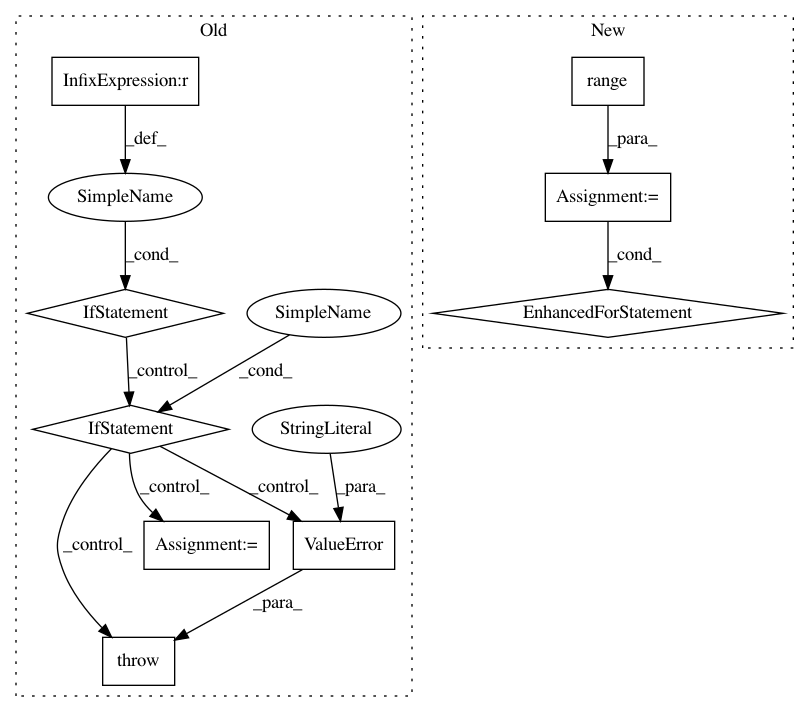 Old
New
InfixExpression:r
range
_def_
_para_
SimpleName
Assignment:=
_cond_
_cond_
IfStatement
SimpleName
EnhancedForStatement
_control_
_cond_
IfStatement
StringLiteral
_control_
_control_
_para_
_control_
Assignment:=
ValueError
_para_
throw